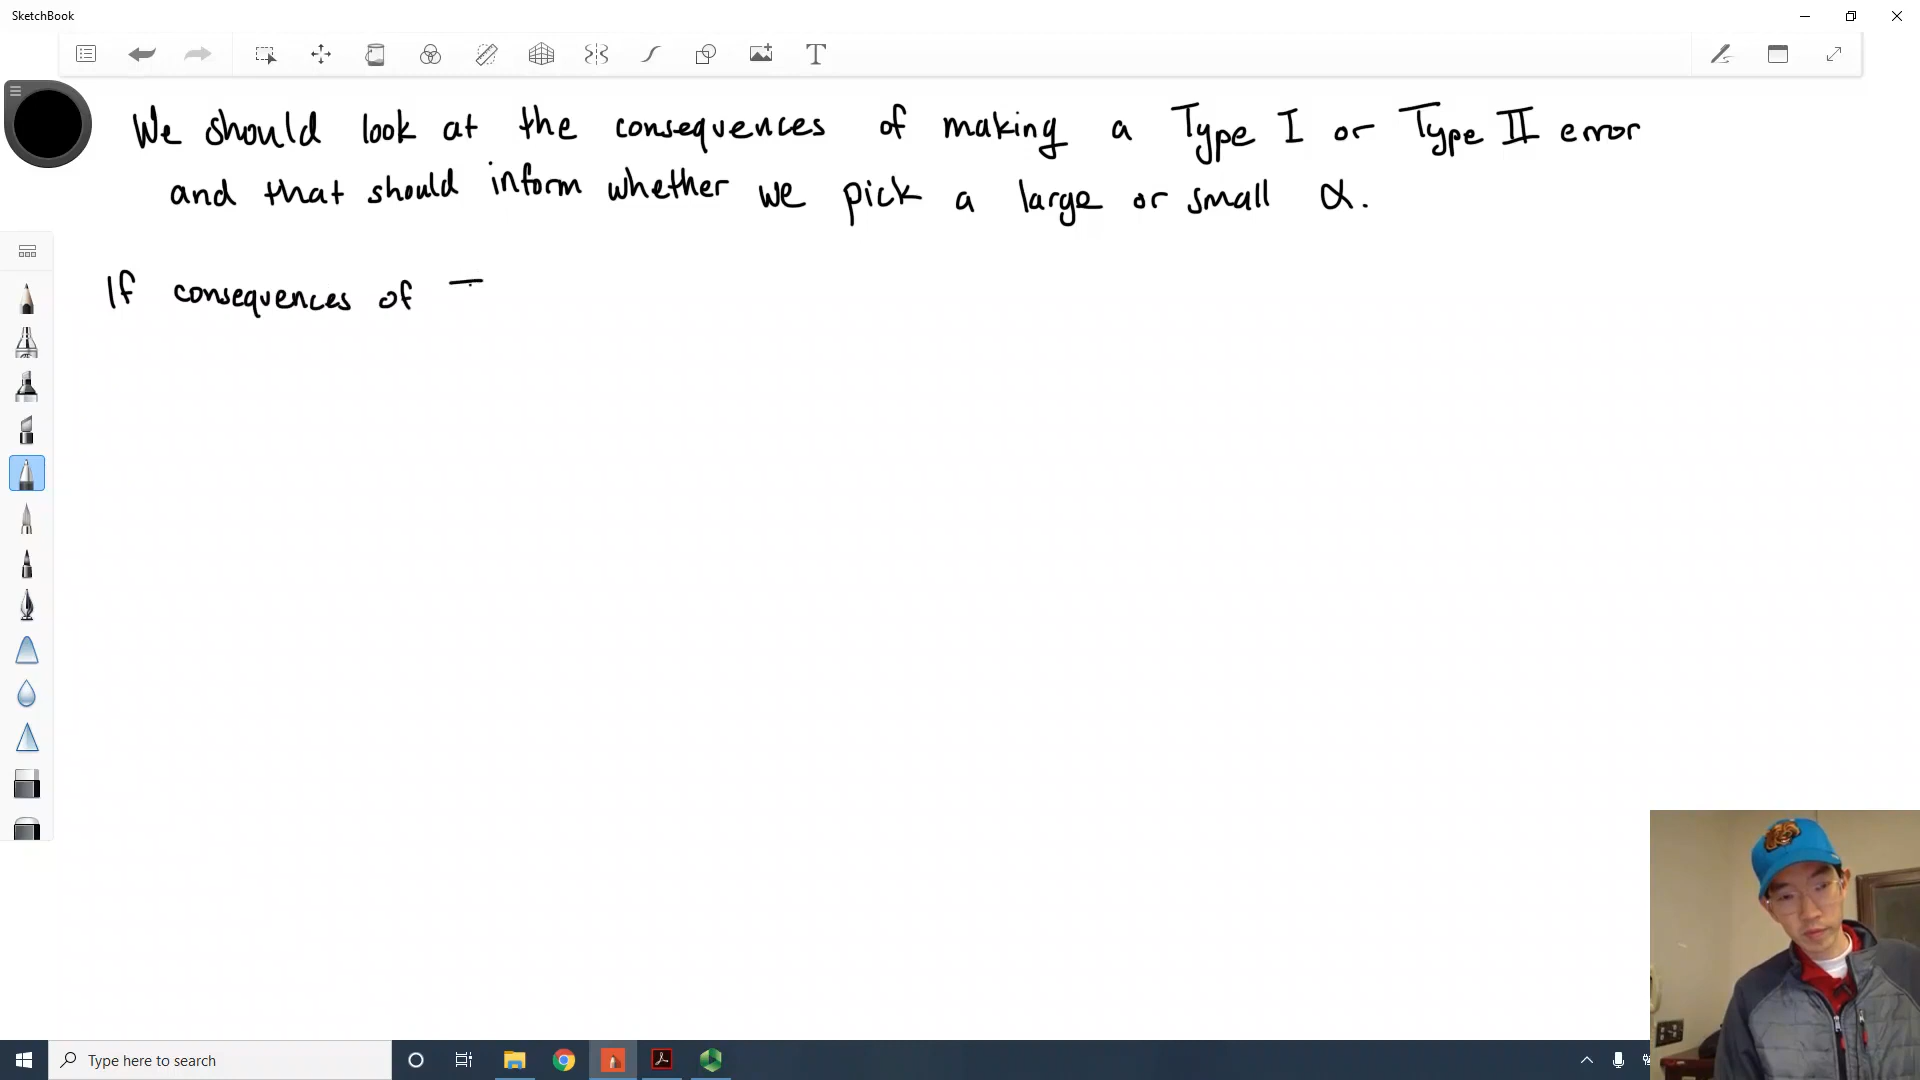 SketchBook
We should look at the consequences of making a Type I or Type II error
and that should inform whether we pick a large or small α.
If consequences of T
Type here to search